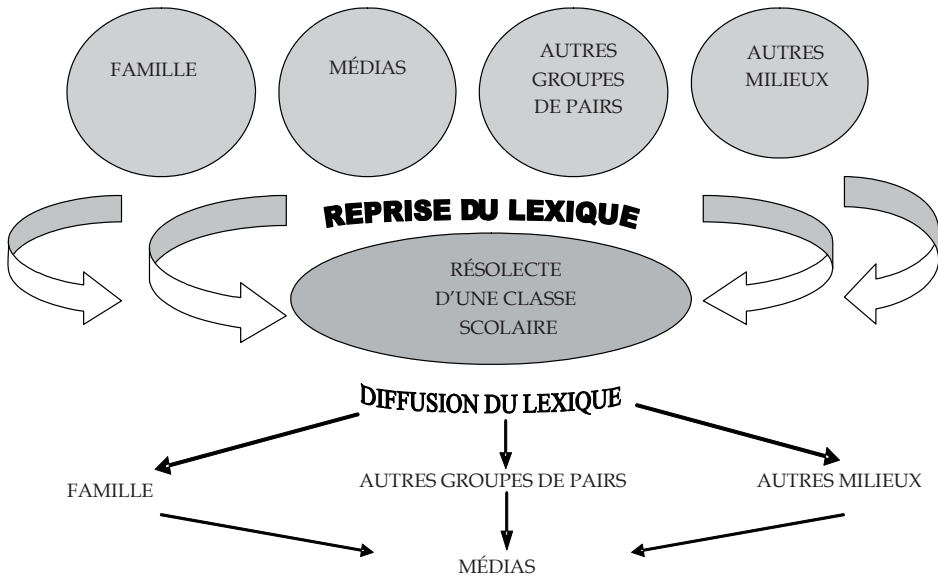 FAMILLE
MÉDIAS
AUTRES
GROUPES
DE PAIRS
AUTRES
MILIEUX
REPRISE DU LEXIQUE
RÉSOLECTE
D’UNE CLASSE
SCOLAIRE
DIFFUSION DU LEXIQUE
FAMILLE
AUTRES GROUPES DE PAIRS
AUTRES MILIEUX
MÉDIAS